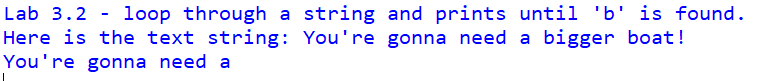 Lab 3.2 - loop through a string and prints until 'b' is found.
Here is the text string: You're gonna need a bigger boat!
You're gonna need a